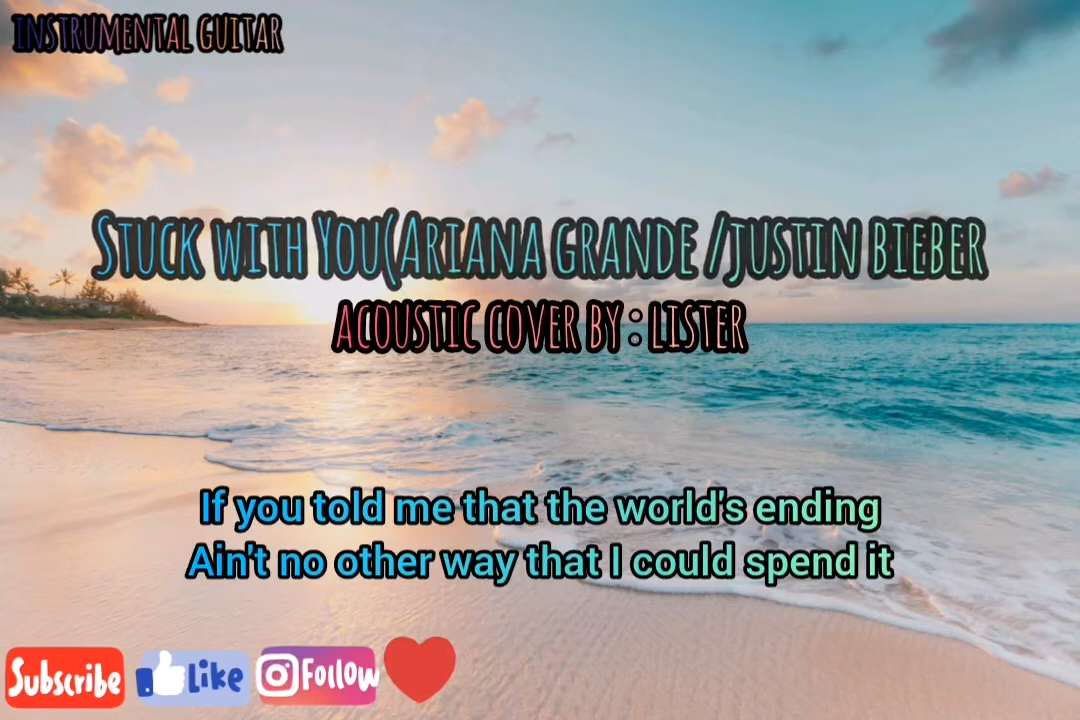 INSTRUMENTAL GUITAR
STUCK WITH YOU(ARIANA GRANDE /JUSTIN BIEBER
ACOUSTIC COVER BY : LISTER
If you told me that the world's ending
Ain't no other way that I could spend it
Subscribe Like Follow